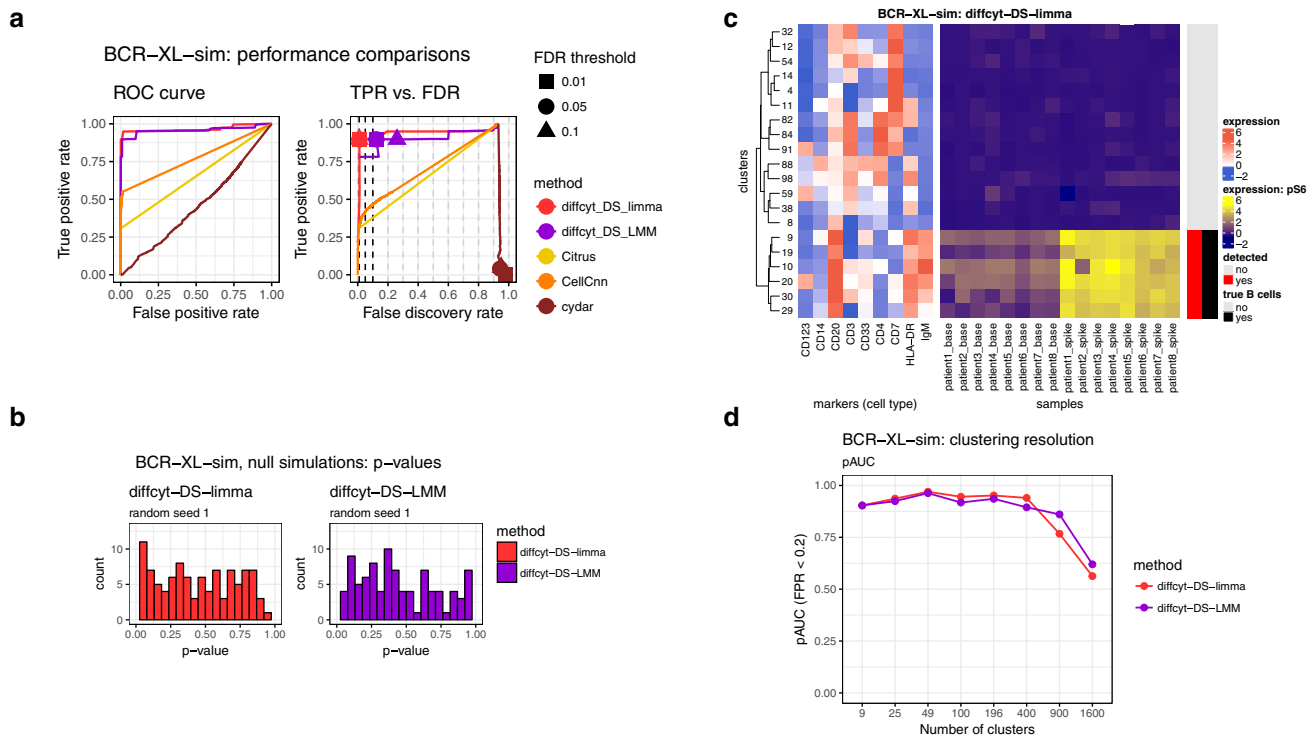 a
BCR−XL−sim: performance comparisons
ROC curve
TPR vs. FDR
True positive rate
1.00
0.75
0.50
0.25
0.00
0.00
0.25
0.50
0.75
1.00
False positive rate
True positive rate
1.00
0.75
0.50
0.25
0.00
0.0
0.2
0.4
0.6
0.8
1.0
False discovery rate
FDR threshold
0.01
0.05
0.1
method
diffcyt_DS_limma
diffcyt_DS_LMM
Citrus
CellCnn
cydar
b
BCR−XL−sim, null simulations: p−values
diffcyt−DS−limma
diffcyt−DS−LMM
random seed 1
random seed 1
count
10
5
0
0.00
0.25
0.50
0.75
1.00
p−value
count
10
5
0
0.00
0.25
0.50
0.75
1.00
p−value
method
diffcyt−DS−limma
diffcyt−DS−LMM
c
BCR−XL−sim: diffcyt−DS−limma
clusters
32
12
54
14
4
11
82
84
91
88
98
59
38
8
9
19
10
20
30
29
CD123
CD14
CD20
CD3
CD33
CD4
CD7
HLA−DR
IgM
patient1_base
patient2_base
patient3_base
patient4_base
patient5_base
patient6_base
patient7_base
patient8_base
patient1_spike
patient2_spike
patient3_spike
patient4_spike
patient5_spike
patient6_spike
patient7_spike
patient8_spike
markers (cell type)
samples
expression
6
4
2
0
−2
expression: pS6
6
4
2
0
−2
detected
no
yes
true B cells
no
yes
d
BCR−XL−sim: clustering resolution
pAUC
pAUC (FPR < 0.2)
1.00
0.75
0.50
0.25
0.00
9
25
49
100
196
400
900
1600
Number of clusters
method
diffcyt−DS−limma
diffcyt−DS−LMM